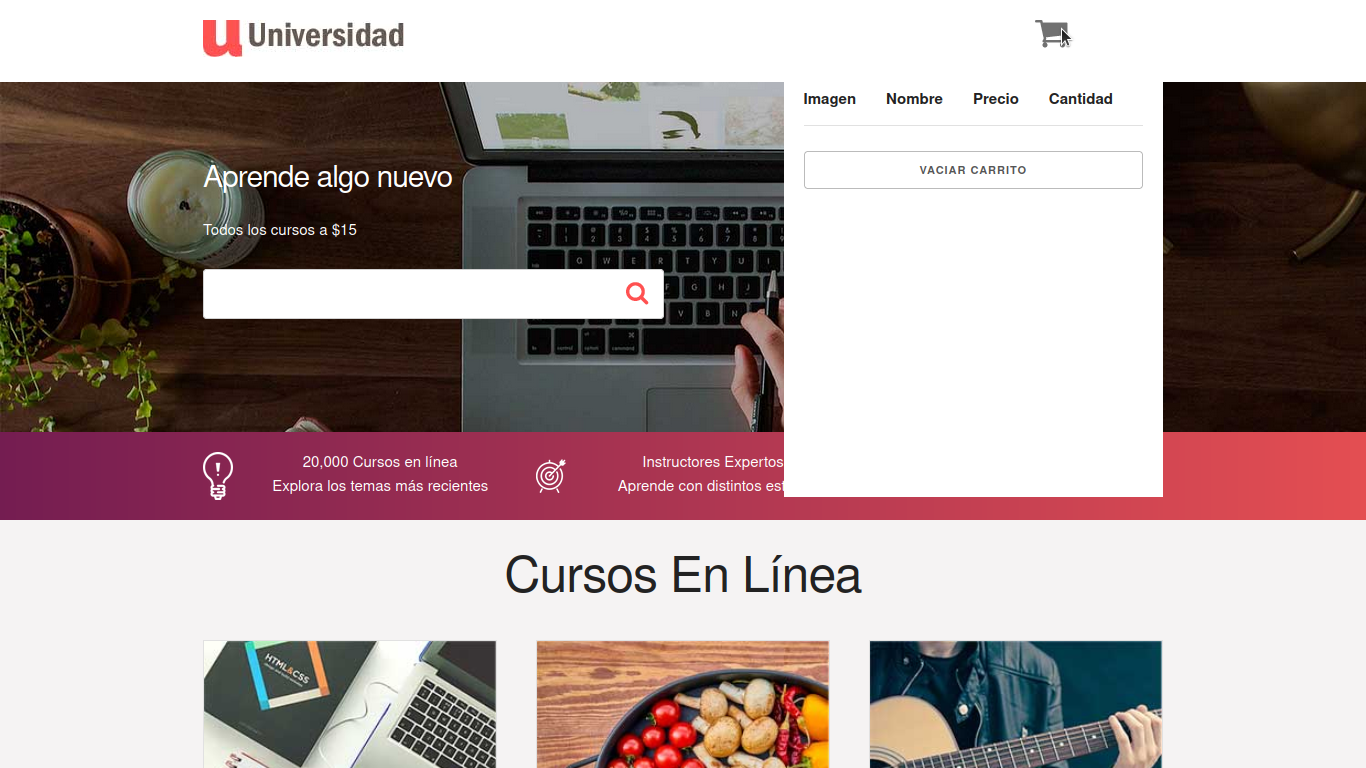 Universidad
Imagen Nombre Precio Cantidad
VACIAR CARRITO
Aprende algo nuevo
Todos los cursos a $15
20,000 Cursos en línea
Explora los temas más recientes
Instructores Expertos
Aprende con distintos est
Cursos En Línea
HTML&CSS